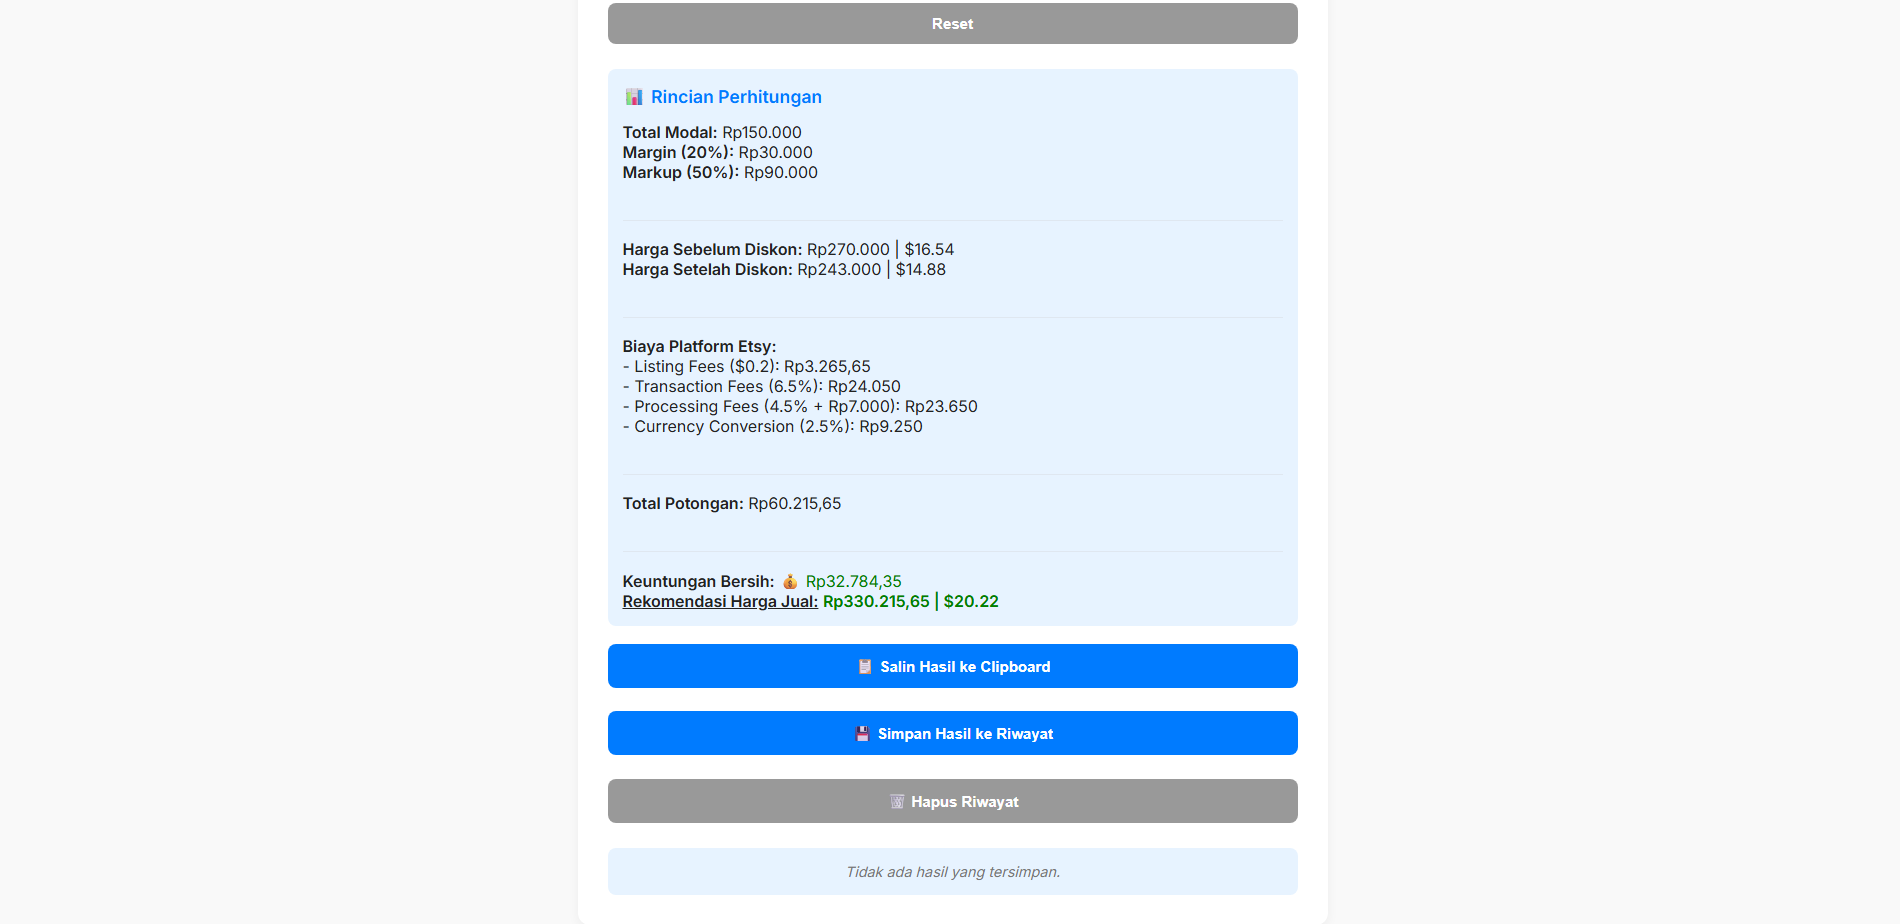 Reset
Rincian Perhitungan
Total Modal: Rp150.000
Margin (20%): Rp30.000
Markup (50%): Rp90.000
Harga Sebelum Diskon: Rp270.000 | $16.54
Harga Setelah Diskon: Rp243.000 | $14.88
Biaya Platform Etsy:
- Listing Fees ($0.2): Rp3.265,65
- Transaction Fees (6.5%): Rp24.050
- Processing Fees (4.5% + Rp7.000): Rp23.650
- Currency Conversion (2.5%): Rp9.250
Total Potongan: Rp60.215,65
Keuntungan Bersih: Rp32.784,35
Rekomendasi Harga Jual: Rp330.215,65 | $20.22
Salin Hasil ke Clipboard
Simpan Hasil ke Riwayat
Hapus Riwayat
Tidak ada hasil yang tersimpan.